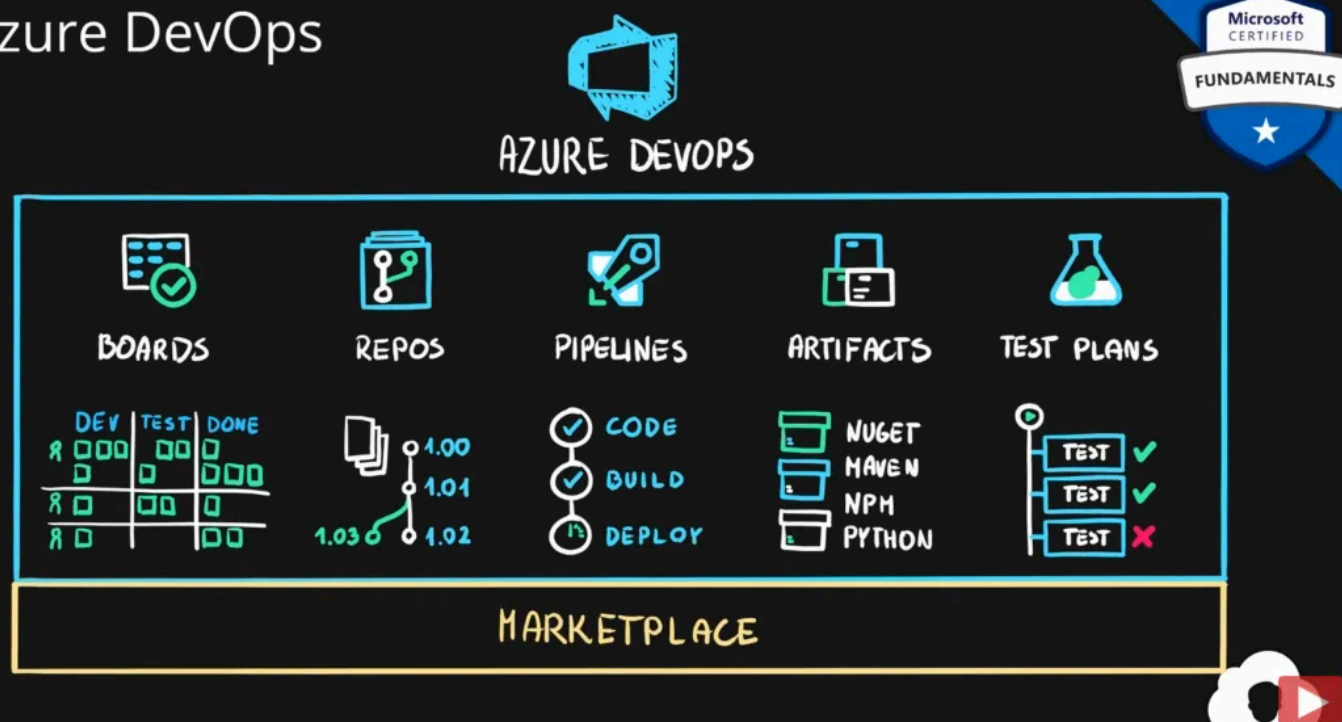 zure DevOps
Microsoft
CERTIFIED
FUNDAMENTALS
AZURE DEVOPS
BOARDS
REPOS
PIPELINES
ARTIFACTS
TEST PLANS
DEV TEST DONE
1.00
1.01
1.03
1.02
CODE
BUILD
DEPLOY
NUGET
MAVEN
NPM
PYTHON
TEST
TEST
TEST
MARKETPLACE